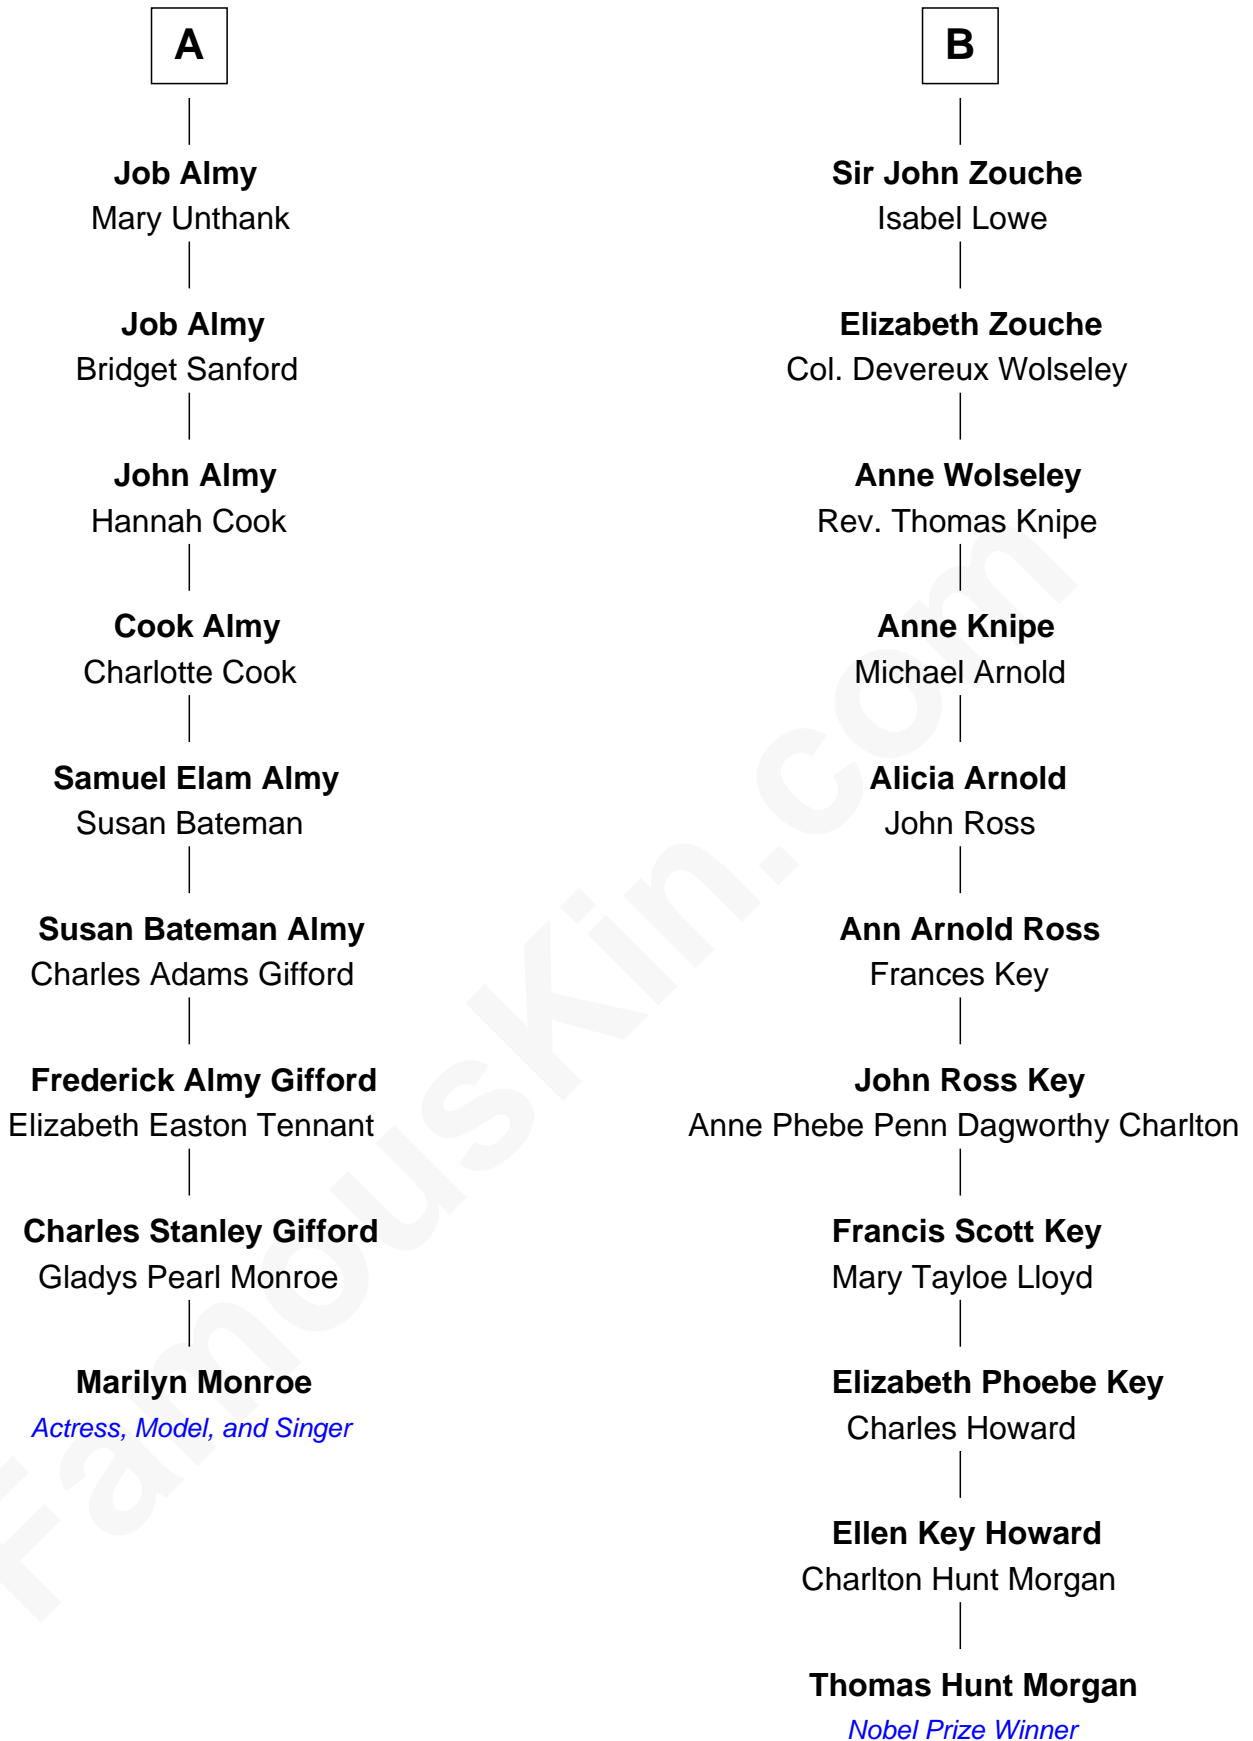 A
Job Almy
Mary Unthank
Job Almy
Bridget Sanford
John Almy
Hannah Cook
Cook Almy
Charlotte Cook
Samuel Elam Almy
Susan Bateman
Susan Bateman Almy
Charles Adams Gifford
Frederick Almy Gifford
Elizabeth Easton Tennant
Charles Stanley Gifford
Gladys Pearl Monroe
Marilyn Monroe
Actress, Model, and Singer
B
Sir John Zouche
Isabel Lowe
Elizabeth Zouche
Col. Devereux Wolseley
Anne Wolseley
Rev. Thomas Knipe
Anne Knipe
Michael Arnold
Alicia Arnold
John Ross
Ann Arnold Ross
Frances Key
John Ross Key
Anne Phebe Penn Dagworthy Charlton
Francis Scott Key
Mary Tayloe Lloyd
Elizabeth Phoebe Key
Charles Howard
Ellen Key Howard
Charlton Hunt Morgan
Thomas Hunt Morgan
Nobel Prize Winner
FamousKin.com